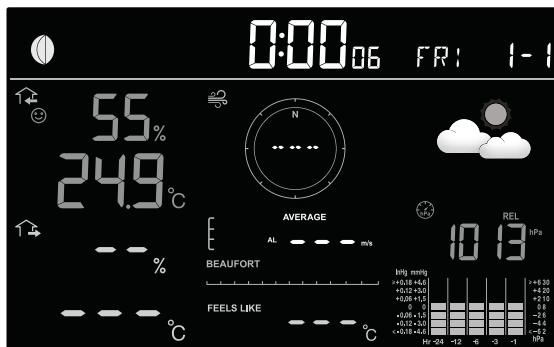 0:00 06 FRI 1-1
55%
24.9°C
-- %
--- °C
N
---
AVERAGE
AL --- m/s
BEAUFORT
FEELS LIKE
--- °C
hPa
REL
1013 hPa
inHg mmHg
≥+0.18 +4.6 ≥+6 30
+0.12 +3.0 +4 20
+0.06 +1.5 +2 10
0 0 0 8
-0.06 -1.5 -2 6
-0.12 -3.0 -4 4
<-0.18 -4.6 <-6 2
Hr -24 -12 -6 -3 -1 hPa